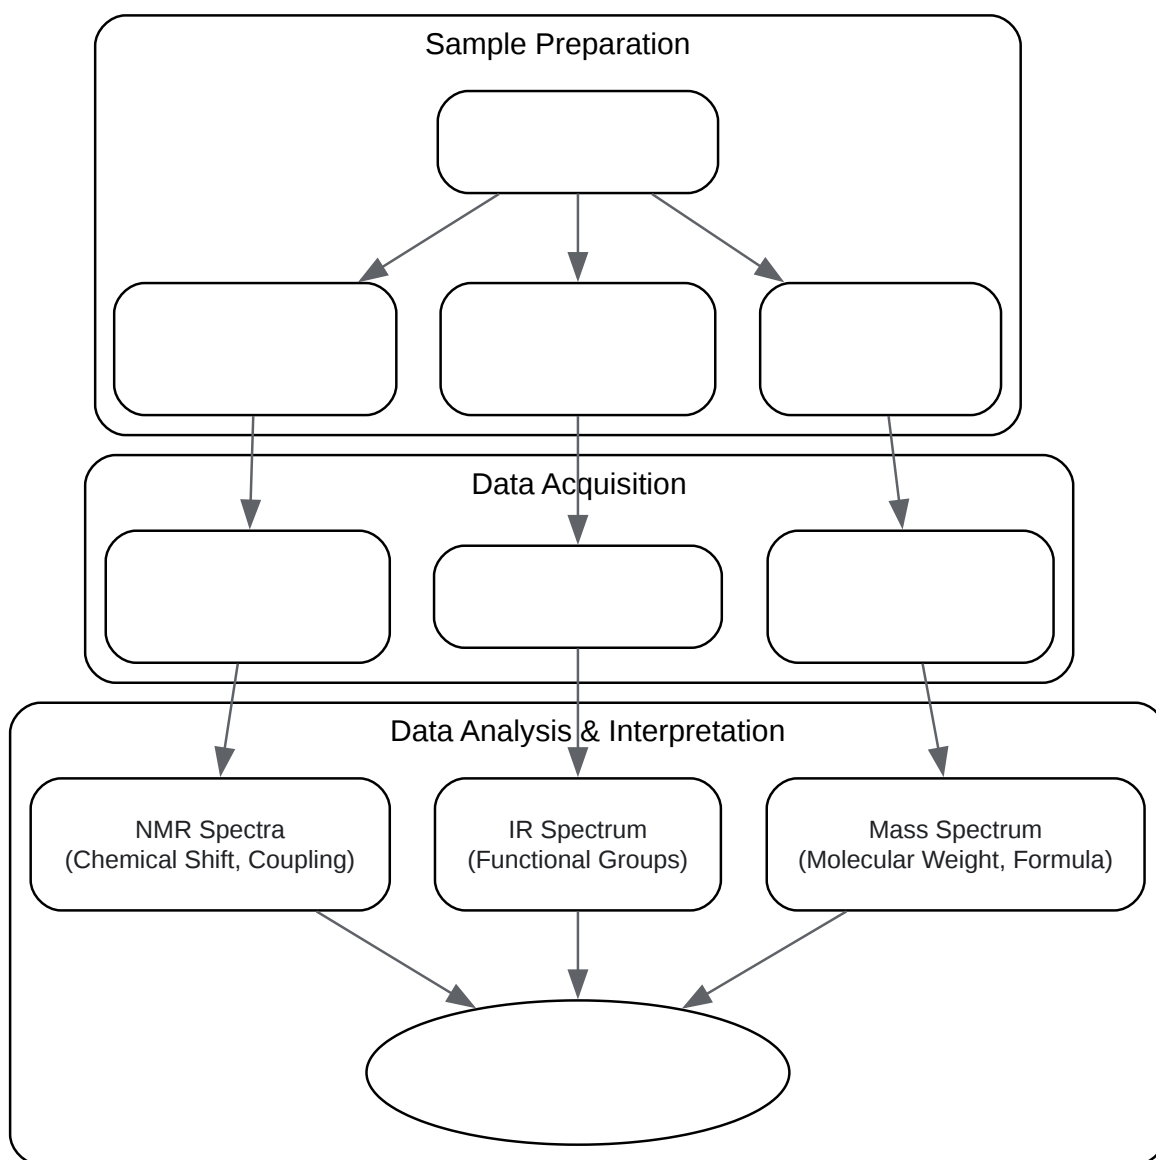 Sample Preparation
Data Acquisition
Data Analysis & Interpretation
NMR Spectra
(Chemical Shift, Coupling)
IR Spectrum
(Functional Groups)
Mass Spectrum
(Molecular Weight, Formula)